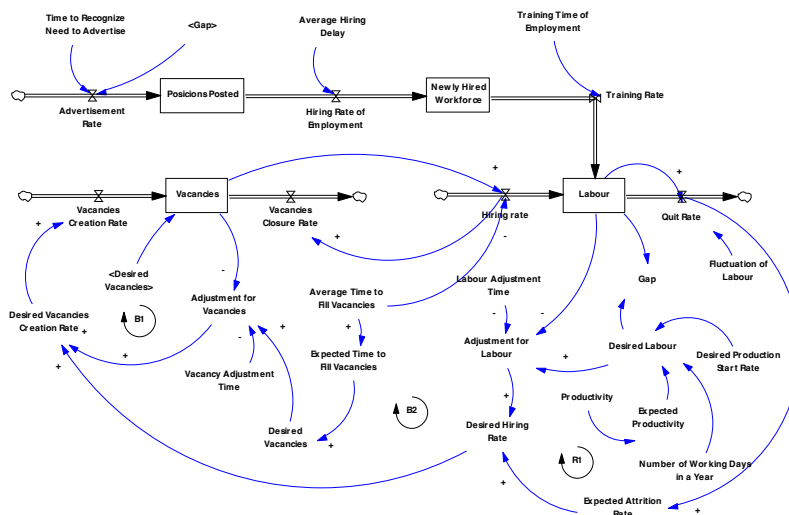 Time to Recognize
Need to Advertise
<Gap>
Average Hiring
Delay
Training Time of
Employment
Posicions Posted
Newly Hired
Workforce
Advertisement
Rate
Hiring Rate of
Employment
Training Rate
+
+
Vacancies
Labour
Vacancies
Creation Rate
Vacancies
Closure Rate
Hiring rate
Quit Rate
+
+
-
<Desired
Vacancies>
-
Gap
Fluctuation of
Labour
Labour Adjustment
Time
Average Time to
Fill Vacancies
Adjustment for
Vacancies
Desired Vacancies
Creation Rate
B1
+
+
+
-
-
-
Adjustment for
Labour
Desired Labour
Expected Time to
Fill Vacancies
Desired Production
Start Rate
+
+
+
Vacancy Adjustment
Time
Productivity
Expected
Productivity
+
B2
Desired
Vacancies
+
Desired Hiring
Rate
R1
Number of Working Days
in a Year
+
Expected Attrition
Rate
+